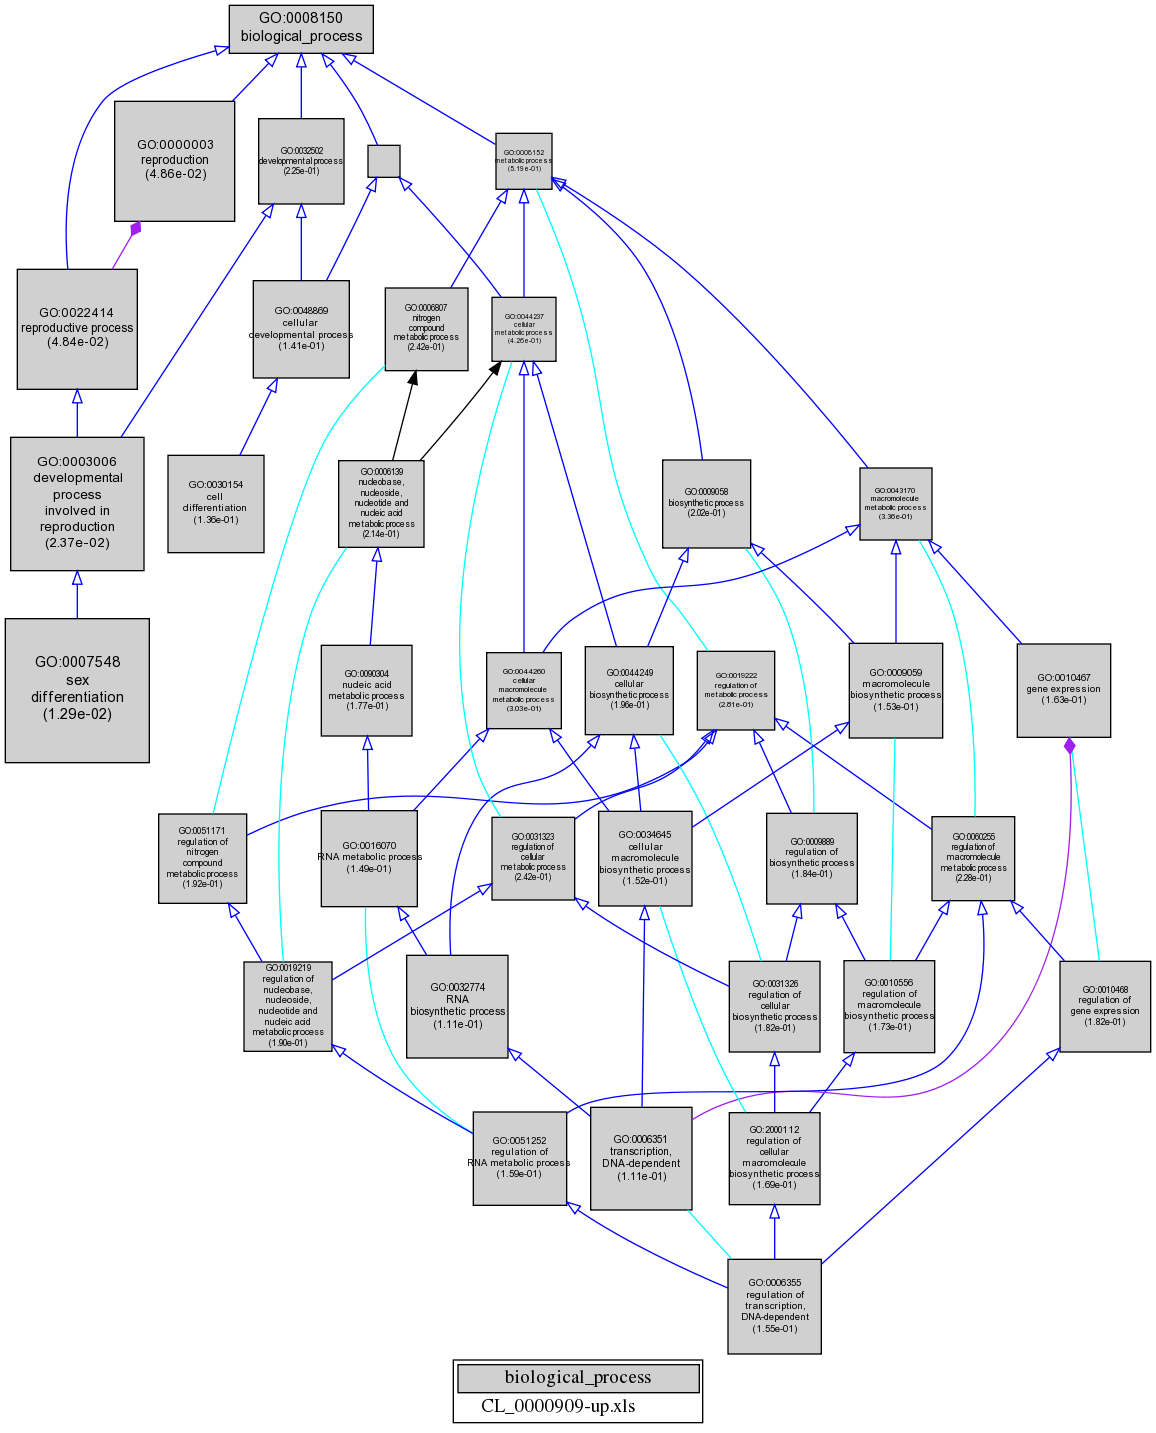 GO:0008150
biological_process
GO:0000003
reproduction
(4.86e-02)
GO:0032502
developmental process
(2.25e-01)
GO:0008152
metabolic process
(5.19e-01)
GO:0022414
reproductive process
(4.84e-02)
GO:0048869
cellular
developmental process
(1.41e-01)
GO:0006807
nitrogen
compound
metabolic process
(2.42e-01)
GO:0044237
cellular
metabolic process
(4.26e-01)
GO:0003006
developmental
process
involved in
reproduction
(2.37e-02)
GO:0030154
cell
differentiation
(1.36e-01)
GO:0006139
nucleobase,
nucleoside,
nucleotide and
nucleic acid
metabolic process
(2.14e-01)
GO:0009058
biosynthetic process
(2.02e-01)
GO:0043170
macromolecule
metabolic process
(3.36e-01)
GO:0007548
sex
differentiation
(1.29e-02)
GO:0090304
nucleic acid
metabolic process
(1.77e-01)
GO:0044260
cellular
macromolecule
metabolic process
(3.03e-01)
GO:0044249
cellular
biosynthetic process
(1.96e-01)
GO:0019222
regulation of
metabolic process
(2.81e-01)
GO:0009059
macromolecule
biosynthetic process
(1.53e-01)
GO:0010467
gene expression
(1.63e-01)
GO:0051171
regulation of
nitrogen
compound
metabolic process
(1.92e-01)
GO:0016070
RNA metabolic process
(1.49e-01)
GO:0031323
regulation of
cellular
metabolic process
(2.42e-01)
GO:0034645
cellular
macromolecule
biosynthetic process
(1.52e-01)
GO:0009889
regulation of
biosynthetic process
(1.84e-01)
GO:0060255
regulation of
macromolecule
metabolic process
(2.28e-01)
GO:0019219
regulation of
nucleobase,
nucleoside,
nucleotide and
nucleic acid
metabolic process
(1.90e-01)
GO:0032774
RNA
biosynthetic process
(1.11e-01)
GO:0031326
regulation of
cellular
biosynthetic process
(1.82e-01)
GO:0010556
regulation of
macromolecule
biosynthetic process
(1.73e-01)
GO:0010468
regulation of
gene expression
(1.82e-01)
GO:0051252
regulation of
RNA metabolic process
(1.59e-01)
GO:0006351
transcription,
DNA-dependent
(1.11e-01)
GO:2000112
regulation of
cellular
macromolecule
biosynthetic process
(1.69e-01)
GO:0006355
regulation of
transcription,
DNA-dependent
(1.55e-01)
biological_process
CL_0000909-up.xls